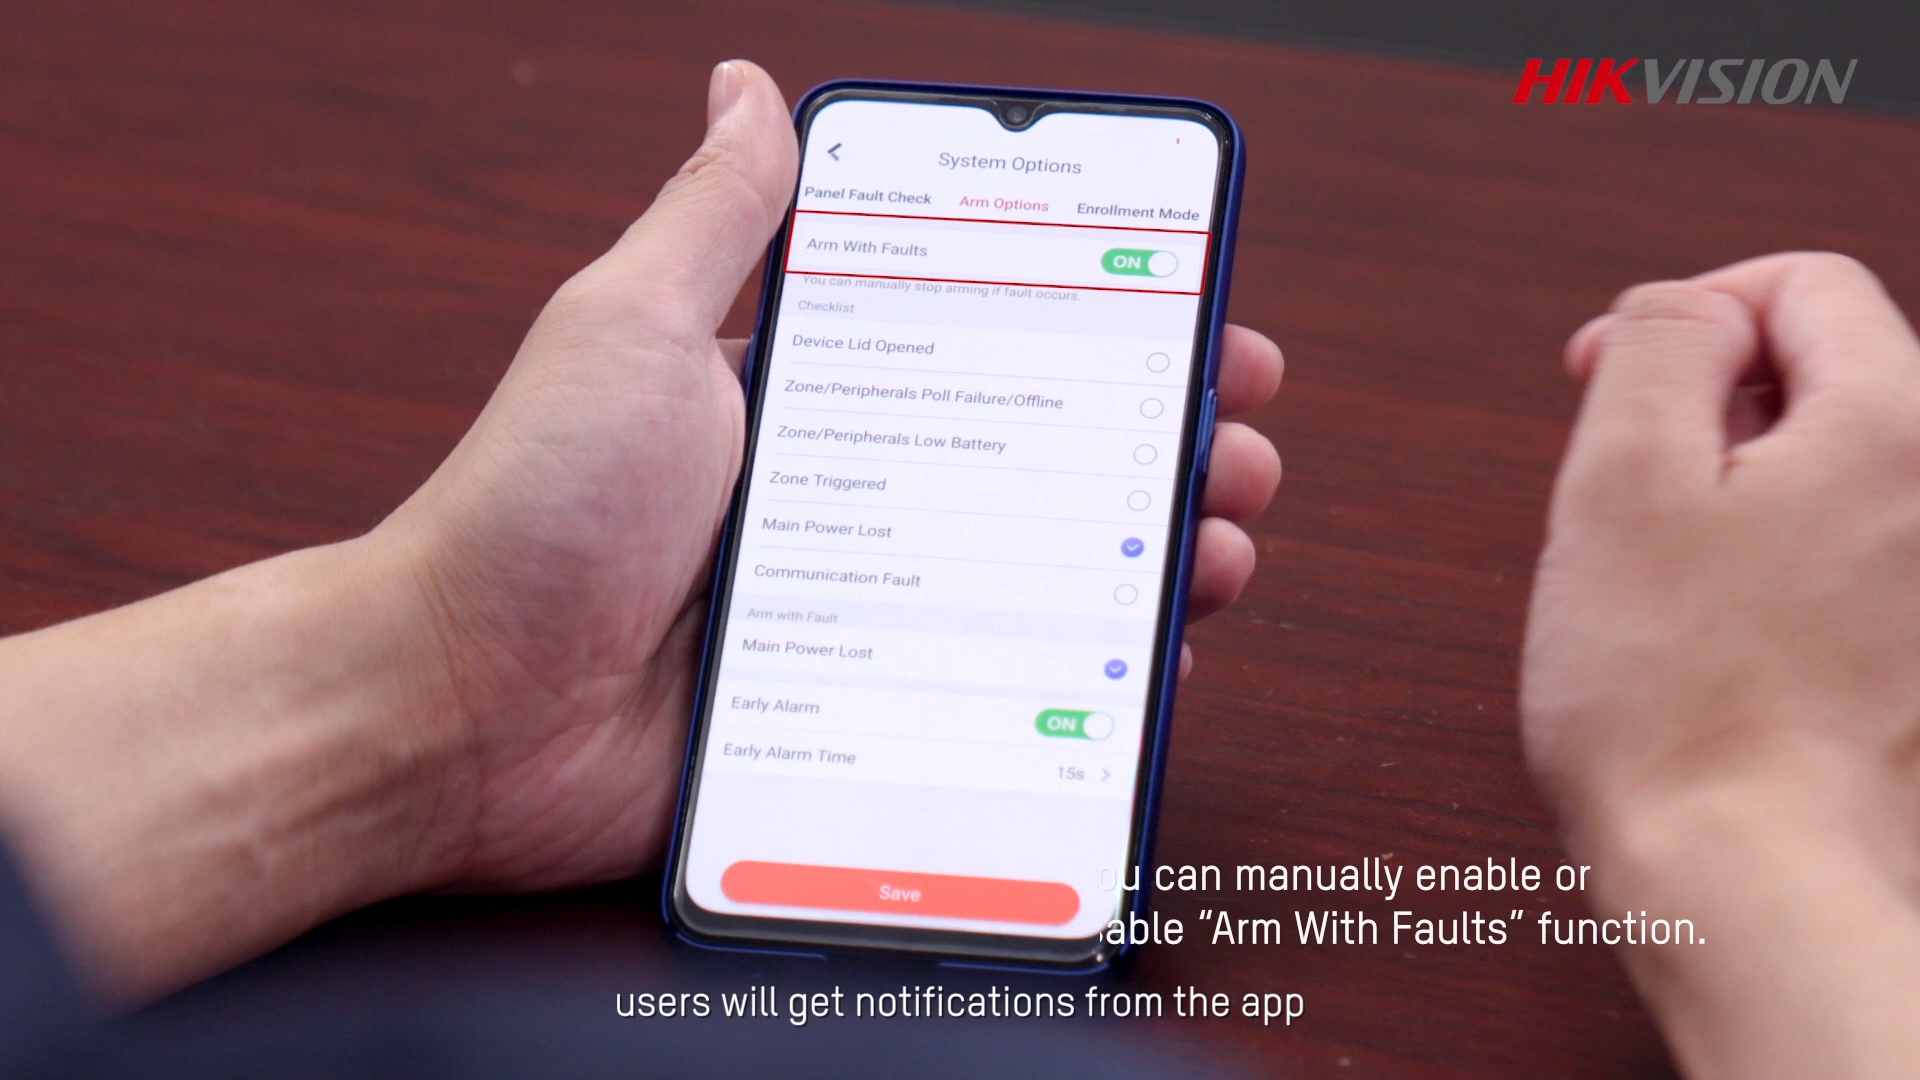 HIKVISION
System Options
Panel Fault Check Arm Options Enrollment Mode
Arm With Faults ON
You can manually stop arming if fault occurs.
Checklist
Device Lid Opened
Zone/Peripherals Poll Failure/Offline
Zone/Peripherals Low Battery
Zone Triggered
Main Power Lost
Communication Fault
Arm with Fault
Main Power Lost
Early Alarm ON
Early Alarm Time 15s
Save
ou can manually enable or
able “Arm With Faults” function.
users will get notifications from the app